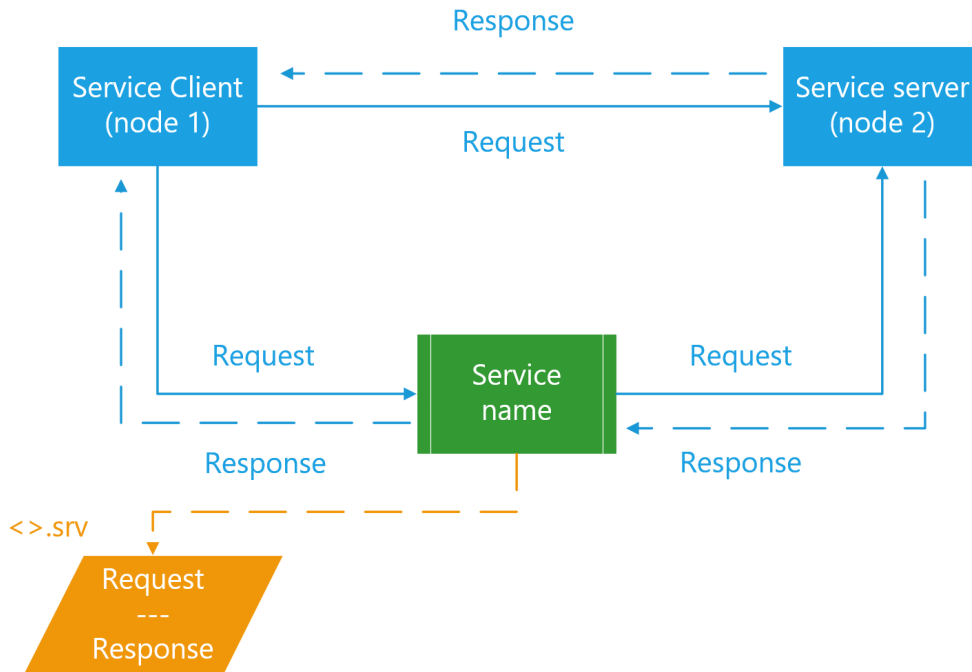 Response
Service Client
(node 1)
Service server
(node 2)
Request
Request
Service
name
Request
Response
Response
<>.srv
Request
---
Response